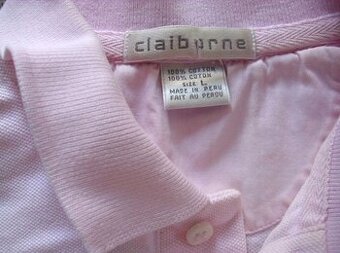 claiborne
100% COTTON
100% COTON
SIZE L
MADE IN PERU
FAIT AU PEROU